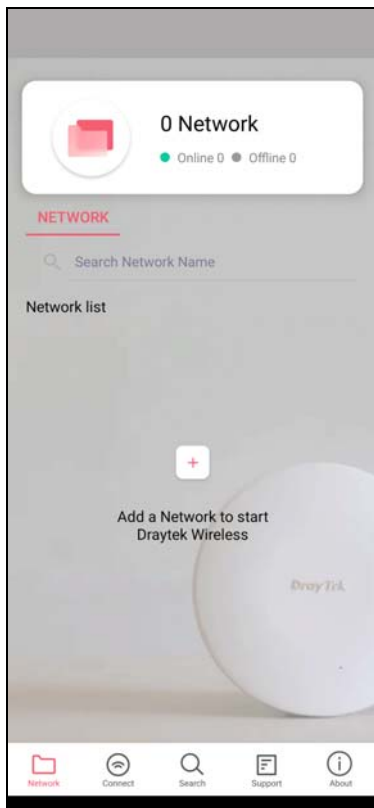 0 Network
Online 0 Offline 0
NETWORK
Search Network Name
Network list
+
Add a Network to start
Draytek Wireless
DrayTek
Network Connect Search Support About